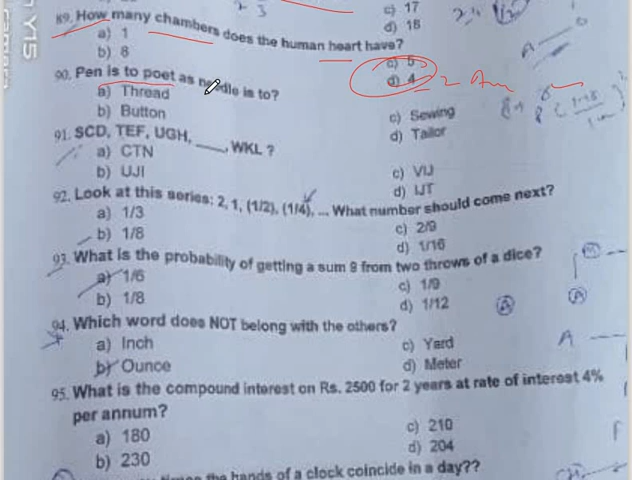 c) 17
d) 18
89. How many chambers does the human heart have?
a) 1
b) 8
c) 5
d) 4
90. Pen is to poet as needle is to?
a) Thread
b) Button
c) Sewing
d) Tailor
91. SCD, TEF, UGH, ____, WKL ?
a) CTN
b) UJI
c) VIJ
d) IJT
92. Look at this series: 2, 1, (1/2), (1/4), ... What number should come next?
a) 1/3
b) 1/8
c) 2/9
d) 1/16
93. What is the probability of getting a sum 9 from two throws of a dice?
a) 1/6
b) 1/8
c) 1/9
d) 1/12
94. Which word does NOT belong with the others?
a) Inch
b) Ounce
c) Yard
d) Meter
95. What is the compound interest on Rs. 2500 for 2 years at rate of interest 4%
per annum?
a) 180
b) 230
c) 210
d) 204
times the hands of a clock coincide in a day??